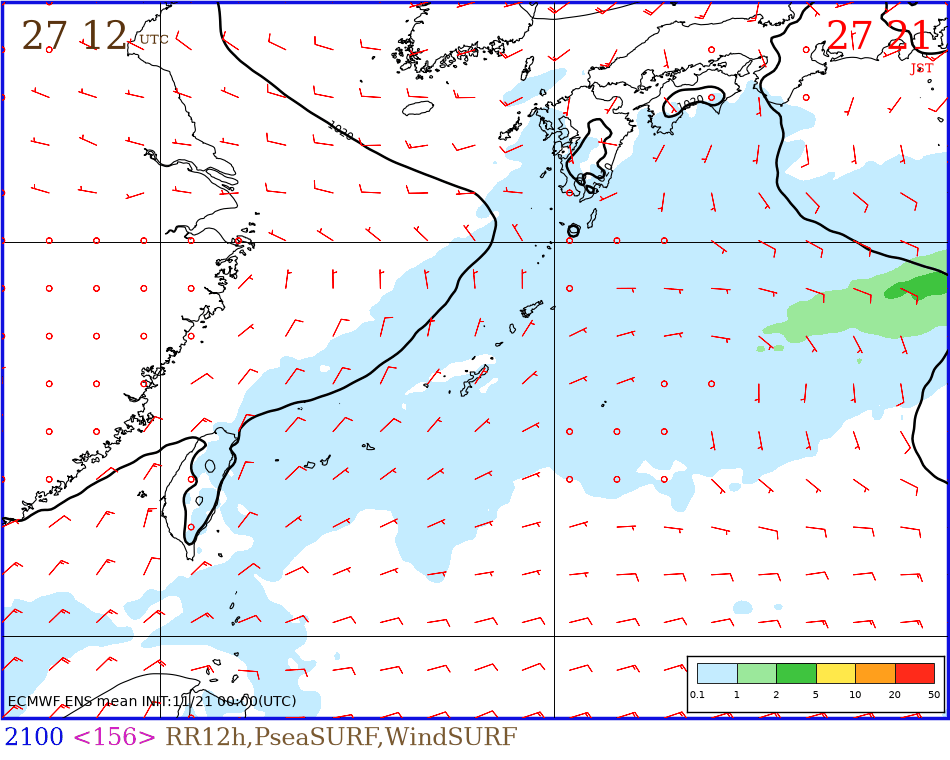 27 12 UTC
27 21
JST
1020
1020
0.1 1 2 5 10 20 50
ECMWF ENS mean INIT:11/21 00:00(UTC)
2100 <156> RR12h,PseaSURF,WindSURF